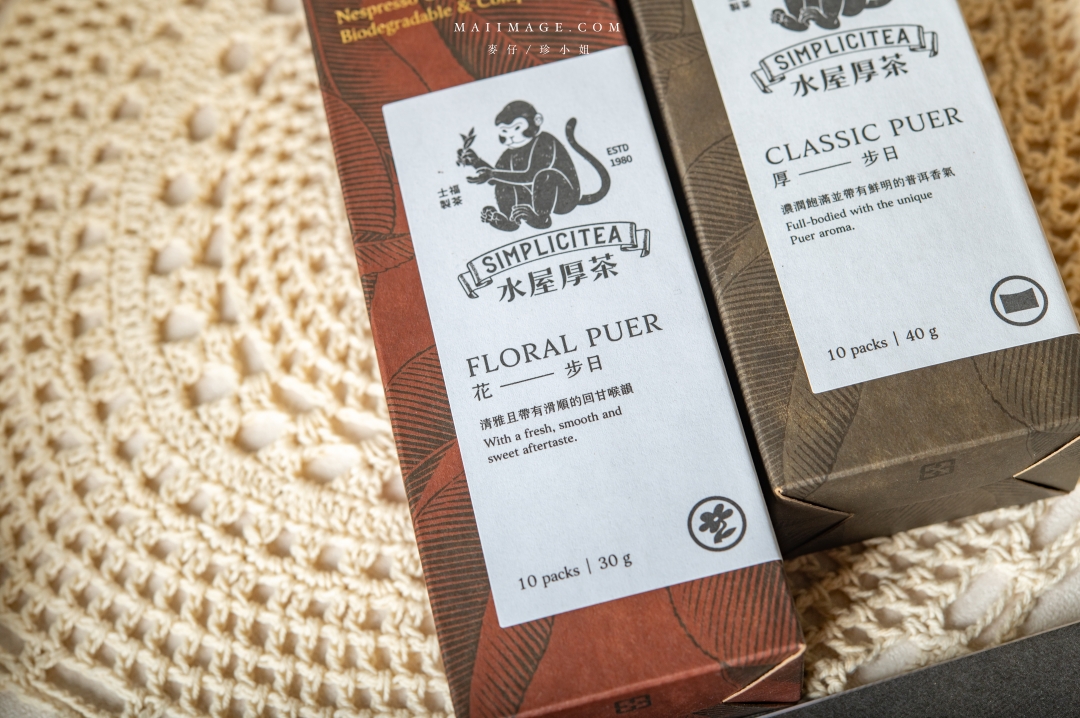 Nespresso
Biodegradable &
MAIIMAGE.COM
麥仔/珍小姐
ESTD
1980
福士
茶製
SIMPLICITEA
水屋厚茶
FLORAL PUER
花 —— 步日
清雅且帶有滑順的回甘喉韻
With a fresh, smooth and
sweet aftertaste.
10 packs | 30 g
SIMPLICITEA
水屋厚茶
CLASSIC PUER
厚 —— 步日
濃潤飽滿並帶有鮮明的普洱香氣
Full-bodied with the unique
Puer aroma.
10 packs | 40 g